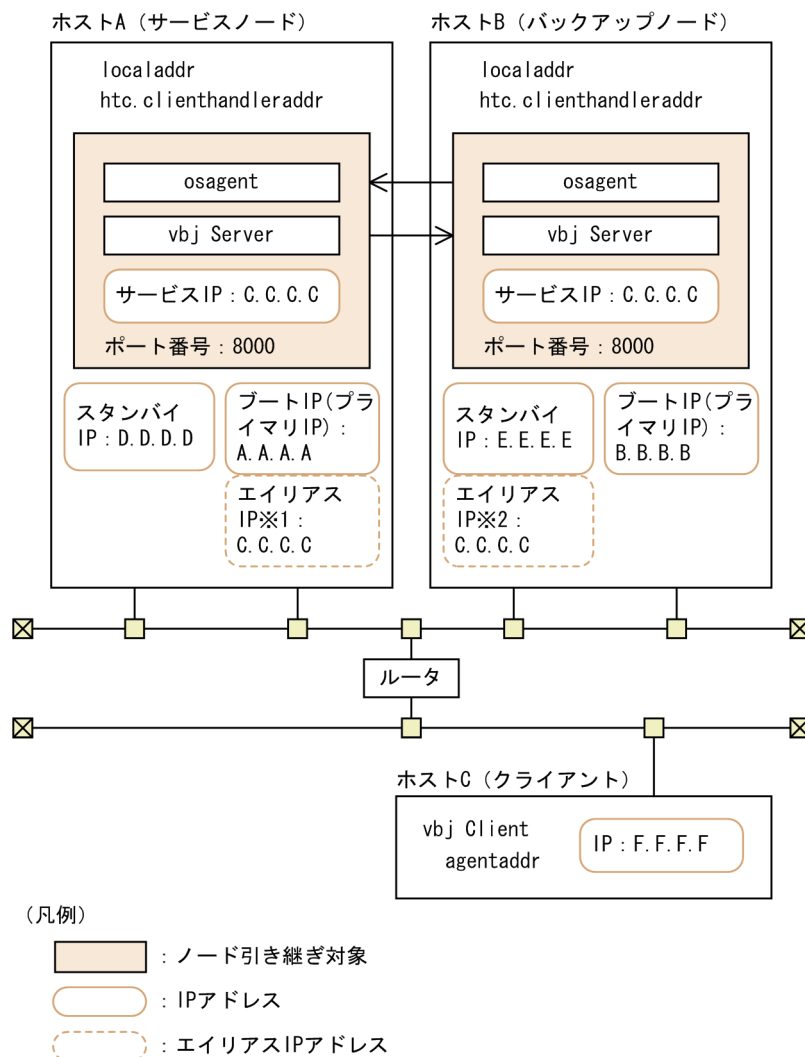 ホストA（サービスノード）
localaddr
htc.clienthandleraddr
osagent
vbj Server
サービスIP：C.C.C.C
ポート番号：8000
スタンバイ
IP：D.D.D.D
ブートIP(プラ
イマリIP)：
A.A.A.A
エイリアス
IP※1：
C.C.C.C
ホストB（バックアップノード）
localaddr
htc.clienthandleraddr
osagent
vbj Server
サービスIP：C.C.C.C
ポート番号：8000
スタンバイ
IP：E.E.E.E
ブートIP(プラ
イマリIP)：
B.B.B.B
エイリアス
IP※2：
C.C.C.C
ルータ
ホストC（クライアント）
vbj Client
agentaddr
IP：F.F.F.F
（凡例）
：ノード引き継ぎ対象
：IPアドレス
：エイリアスIPアドレス